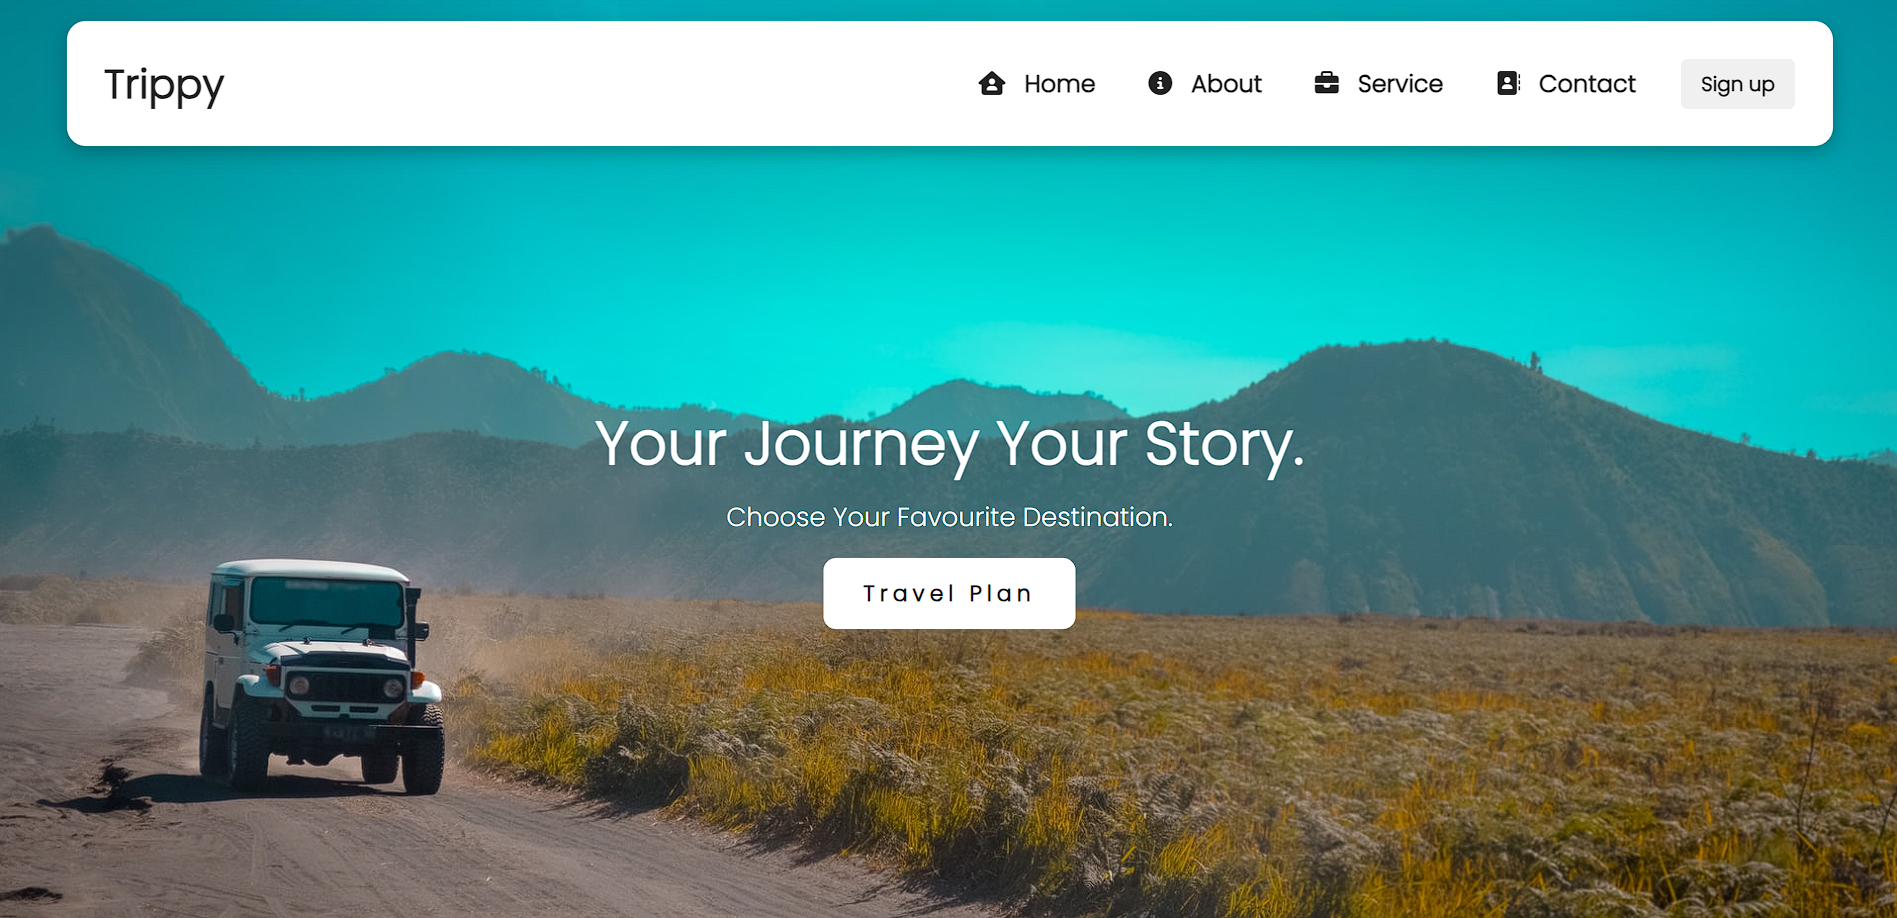 Trippy
Home About Service Contact Sign up
Your Journey Your Story.
Choose Your Favourite Destination.
Travel Plan